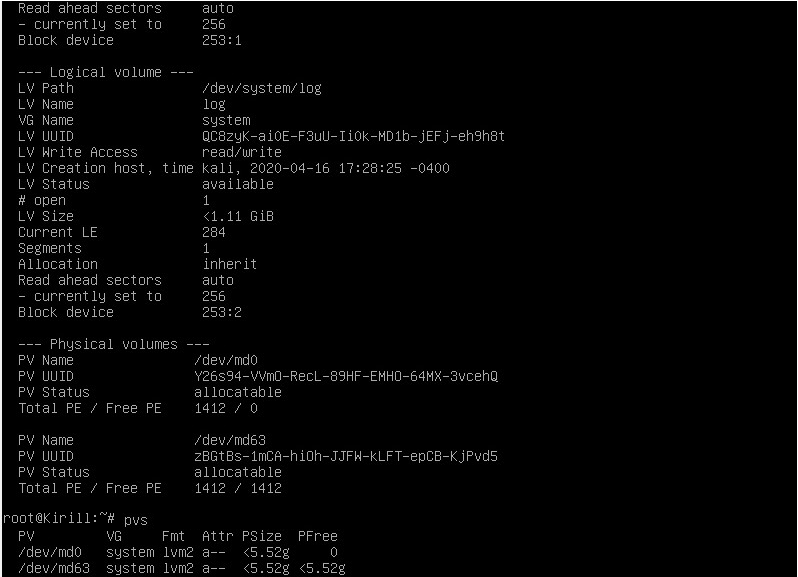 Read ahead sectors auto
- currently set to 256
Block device 253:1
--- Logical volume ---
LV Path /dev/system/log
LV Name log
VG Name system
LV UUID QC8zyK-ai0E-F3uU-Ii0k-MD1b-jEFj-eh9h8t
LV Write Access read/write
LV Creation host, time kali, 2020-04-16 17:28:25 -0400
LV Status available
# open 1
LV Size <1.11 GiB
Current LE 284
Segments 1
Allocation inherit
Read ahead sectors auto
- currently set to 256
Block device 253:2
--- Physical volumes ---
PV Name /dev/md0
PV UUID Y26s94-VVmO-RecL-89HF-EMHO-64MX-3vcehQ
PV Status allocatable
Total PE / Free PE 1412 / 0
PV Name /dev/md63
PV UUID zBGtBs-1mCA-hiOh-JJFW-kLFT-epCB-KjPvd5
PV Status allocatable
Total PE / Free PE 1412 / 1412
root@Kirill:~# pvs
PV VG Fmt Attr PSize PFree
/dev/md0 system lvm2 a-- <5.52g 0
/dev/md63 system lvm2 a-- <5.52g <5.52g